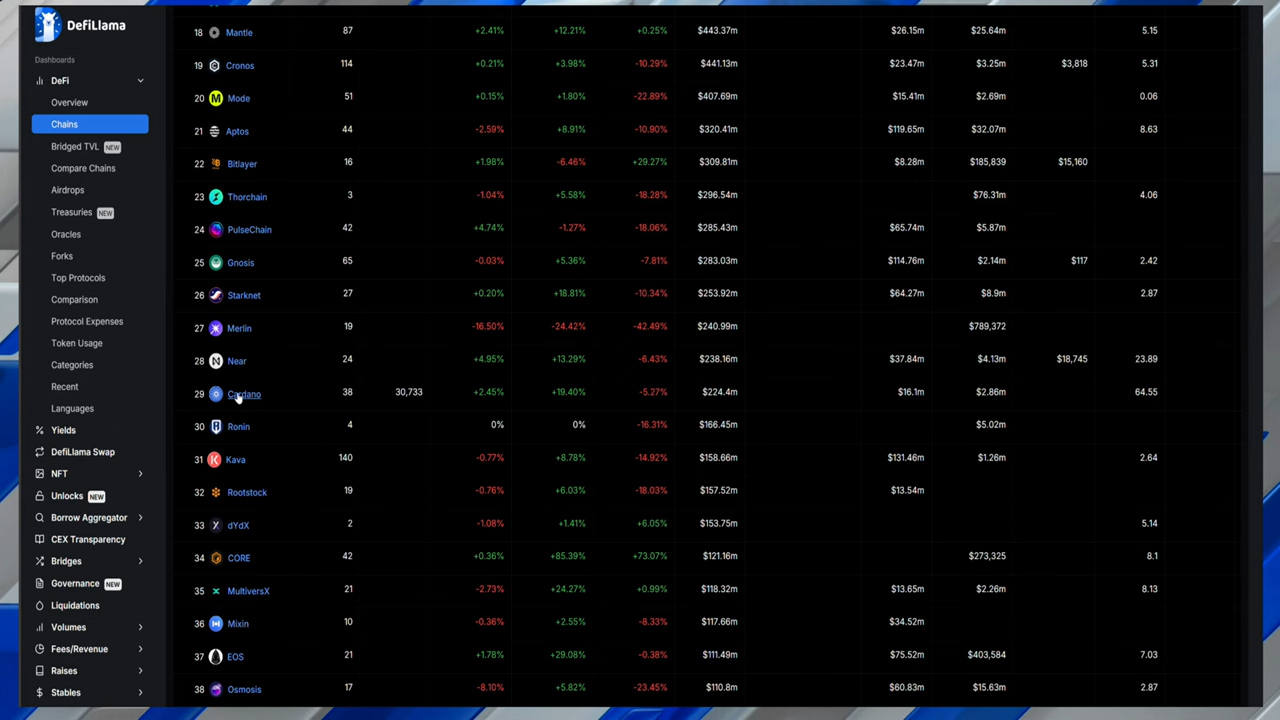 DefiLlama
Dashboards
DeFi
Overview
Chains
Bridged TVL NEW
Compare Chains
Airdrops
Treasuries NEW
Oracles
Forks
Top Protocols
Comparison
Protocol Expenses
Token Usage
Categories
Recent
Languages
Yields
DefiLlama Swap
NFT
Unlocks NEW
Borrow Aggregator
CEX Transparency
Bridges
Governance NEW
Liquidations
Volumes
Fees/Revenue
Raises
Stables
18 Mantle 87 +2.41% +12.21% +0.25% $443.37m $26.15m $25.64m 5.15
19 Cronos 114 +0.21% +3.98% -10.29% $441.13m $23.47m $3.25m $3,818 5.31
20 Mode 51 +0.15% +1.80% -22.89% $407.69m $15.41m $2.69m 0.06
21 Aptos 44 -2.59% +8.91% -10.90% $320.41m $119.65m $32.07m 8.63
22 Bitlayer 16 +1.98% -6.46% +29.27% $309.81m $8.28m $185,839 $15,160
23 Thorchain 3 -1.04% +5.58% -18.28% $296.54m $76.31m 4.06
24 PulseChain 42 +4.74% -1.27% -18.06% $285.43m $65.74m $5.87m
25 Gnosis 65 -0.03% +5.36% -7.81% $283.03m $114.76m $2.14m $117 2.42
26 Starknet 27 +0.20% +18.81% -10.34% $253.92m $64.27m $8.9m 2.87
27 Merlin 19 -16.50% -24.42% -42.49% $240.99m $789,372
28 Near 24 +4.95% +13.29% -6.43% $238.16m $37.84m $4.13m $18,745 23.89
29 Cardano 38 30,733 +2.45% +19.40% -5.27% $224.4m $16.1m $2.86m 64.55
30 Ronin 4 0% 0% -16.31% $166.45m $5.02m
31 Kava 140 -0.77% +8.78% -14.92% $158.66m $131.46m $1.26m 2.64
32 Rootstock 19 -0.76% +6.03% -18.03% $157.52m $13.54m
33 dYdX 2 -1.08% +1.41% +6.05% $153.75m 5.14
34 CORE 42 +0.36% +85.39% +73.07% $121.16m $273,325 8.1
35 MultiversX 21 -2.73% +24.27% +0.99% $118.32m $13.65m $2.26m 8.13
36 Mixin 10 -0.36% +2.55% -8.33% $117.66m $34.52m
37 EOS 21 +1.78% +29.08% -0.38% $111.49m $75.52m $403,584 7.03
38 Osmosis 17 -8.10% +5.82% -23.45% $110.8m $60.83m $15.63m 2.87